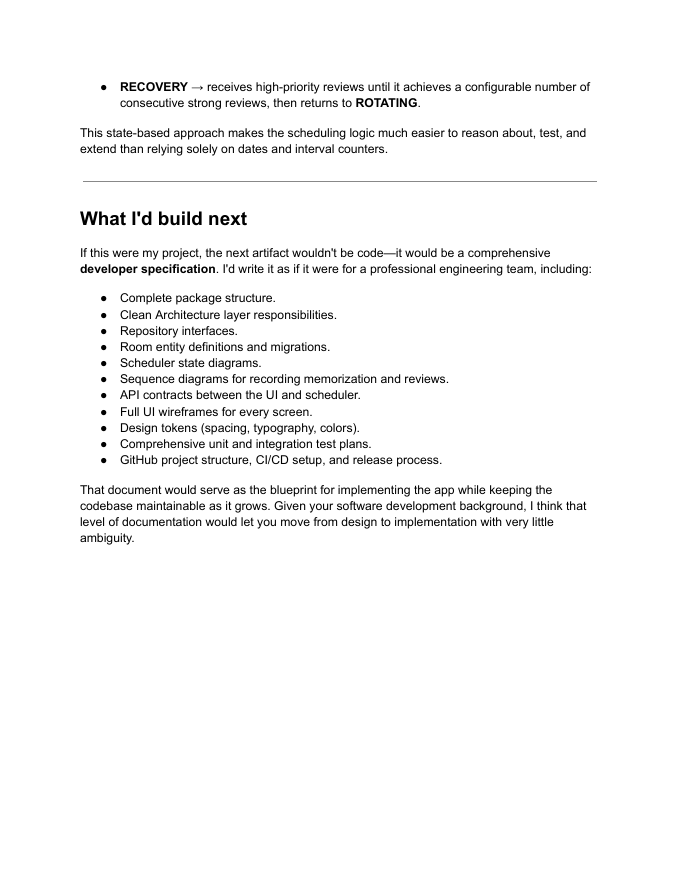 ● RECOVERY → receives high-priority reviews until it achieves a configurable number of
consecutive strong reviews, then returns to ROTATING.
This state-based approach makes the scheduling logic much easier to reason about, test, and
extend than relying solely on dates and interval counters.
What I'd build next
If this were my project, the next artifact wouldn't be code—it would be a comprehensive
developer specification. I'd write it as if it were for a professional engineering team, including:
● Complete package structure.
● Clean Architecture layer responsibilities.
● Repository interfaces.
● Room entity definitions and migrations.
● Scheduler state diagrams.
● Sequence diagrams for recording memorization and reviews.
● API contracts between the UI and scheduler.
● Full UI wireframes for every screen.
● Design tokens (spacing, typography, colors).
● Comprehensive unit and integration test plans.
● GitHub project structure, CI/CD setup, and release process.
That document would serve as the blueprint for implementing the app while keeping the
codebase maintainable as it grows. Given your software development background, I think that
level of documentation would let you move from design to implementation with very little
ambiguity.